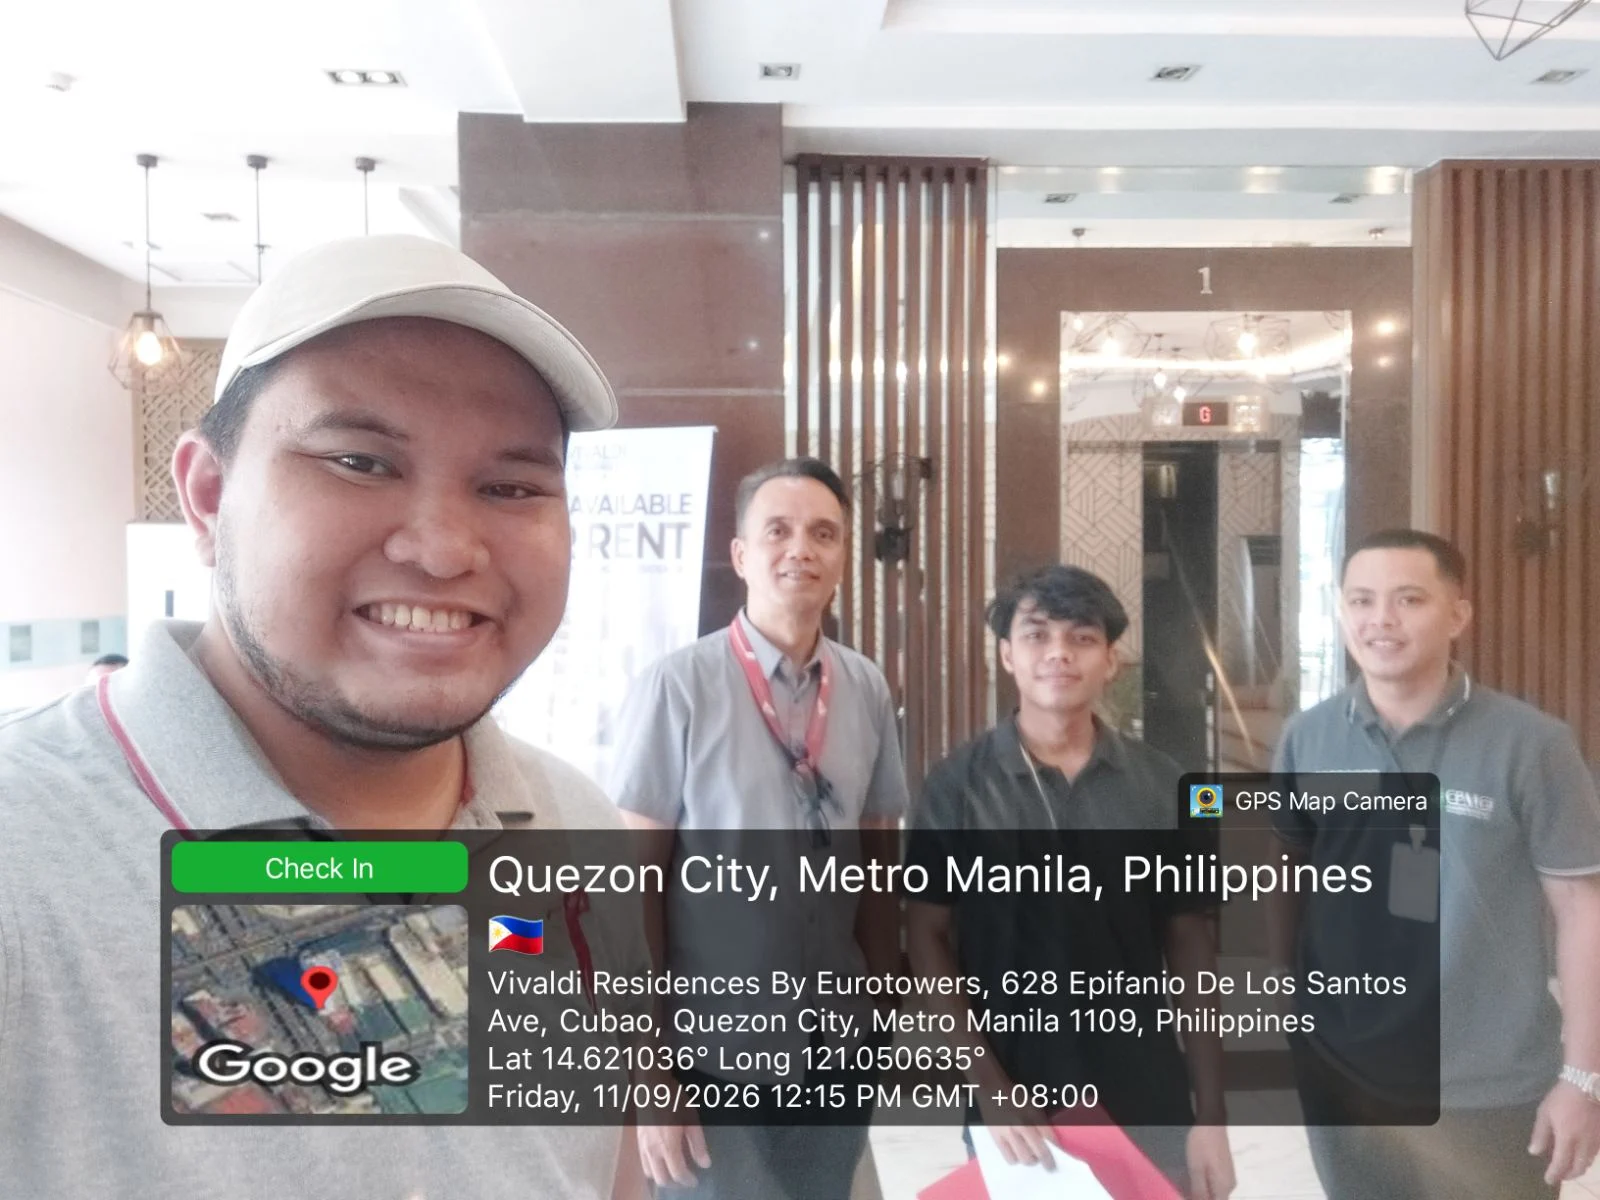 1
G
VIVALDI
AVAILABLE
RENT
GPS Map Camera
CPMGI
Check In
Quezon City, Metro Manila, Philippines
Google
Vivaldi Residences By Eurotowers, 628 Epifanio De Los Santos
Ave, Cubao, Quezon City, Metro Manila 1109, Philippines
Lat 14.621036° Long 121.050635°
Friday, 11/09/2026 12:15 PM GMT +08:00